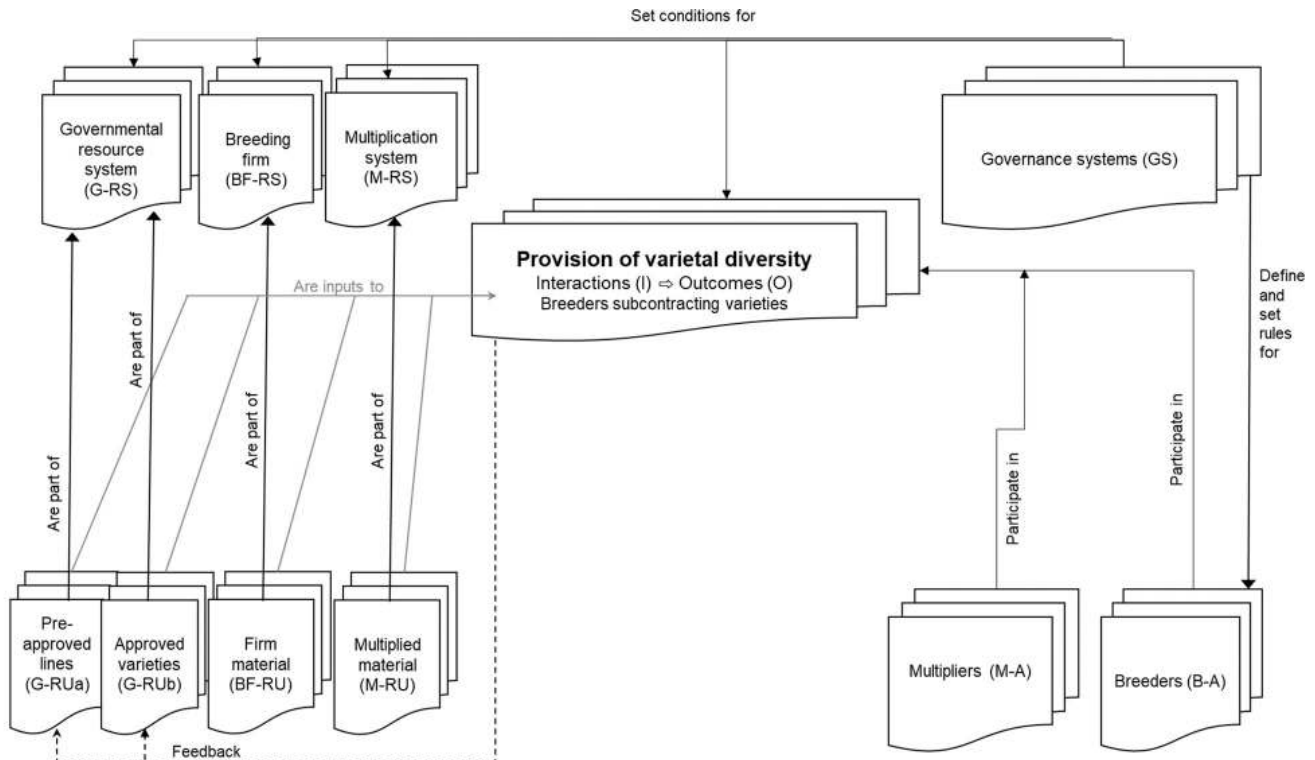 Set conditions for
Governmental
resource
system
(G-RS)
Breeding
firm
(BF-RS)
Multiplication
system
(M-RS)
Governance systems (GS)
Provision of varietal diversity
Interactions (I) ⇨ Outcomes (O)
Breeders subcontracting varieties
Are inputs to
Define
and
set
rules
for
Are part of
Are part of
Are part of
Are part of
Participate in
Participate in
Pre-
approved
lines
(G-RUa)
Approved
varieties
(G-RUb)
Firm
material
(BF-RU)
Multiplied
material
(M-RU)
Multipliers (M-A)
Breeders (B-A)
Feedback